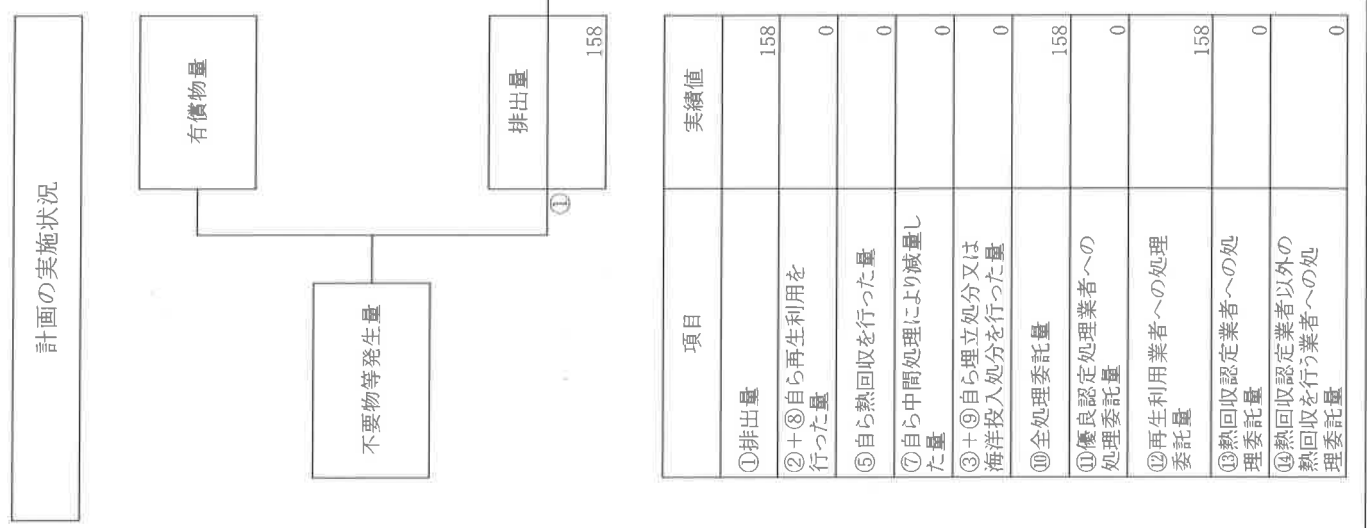 計画の実施状況
有償物量
不要物等発生量
①
排出量
158
項目
実績値
①排出量
158
②+⑧自ら再生利用を
行った量
0
⑤自ら熱回収を行った量
0
⑦自ら中間処理により減量し
た量
0
③+⑨自ら埋立処分又は
海洋投入処分を行った量
0
⑩全処理委託量
158
⑪優良認定処理業者への
処理委託量
0
⑫再生利用業者への処理
委託量
158
⑬熱回収認定業者への処
理委託量
0
⑭熱回収認定業者以外の
熱回収を行う業者への処
理委託量
0